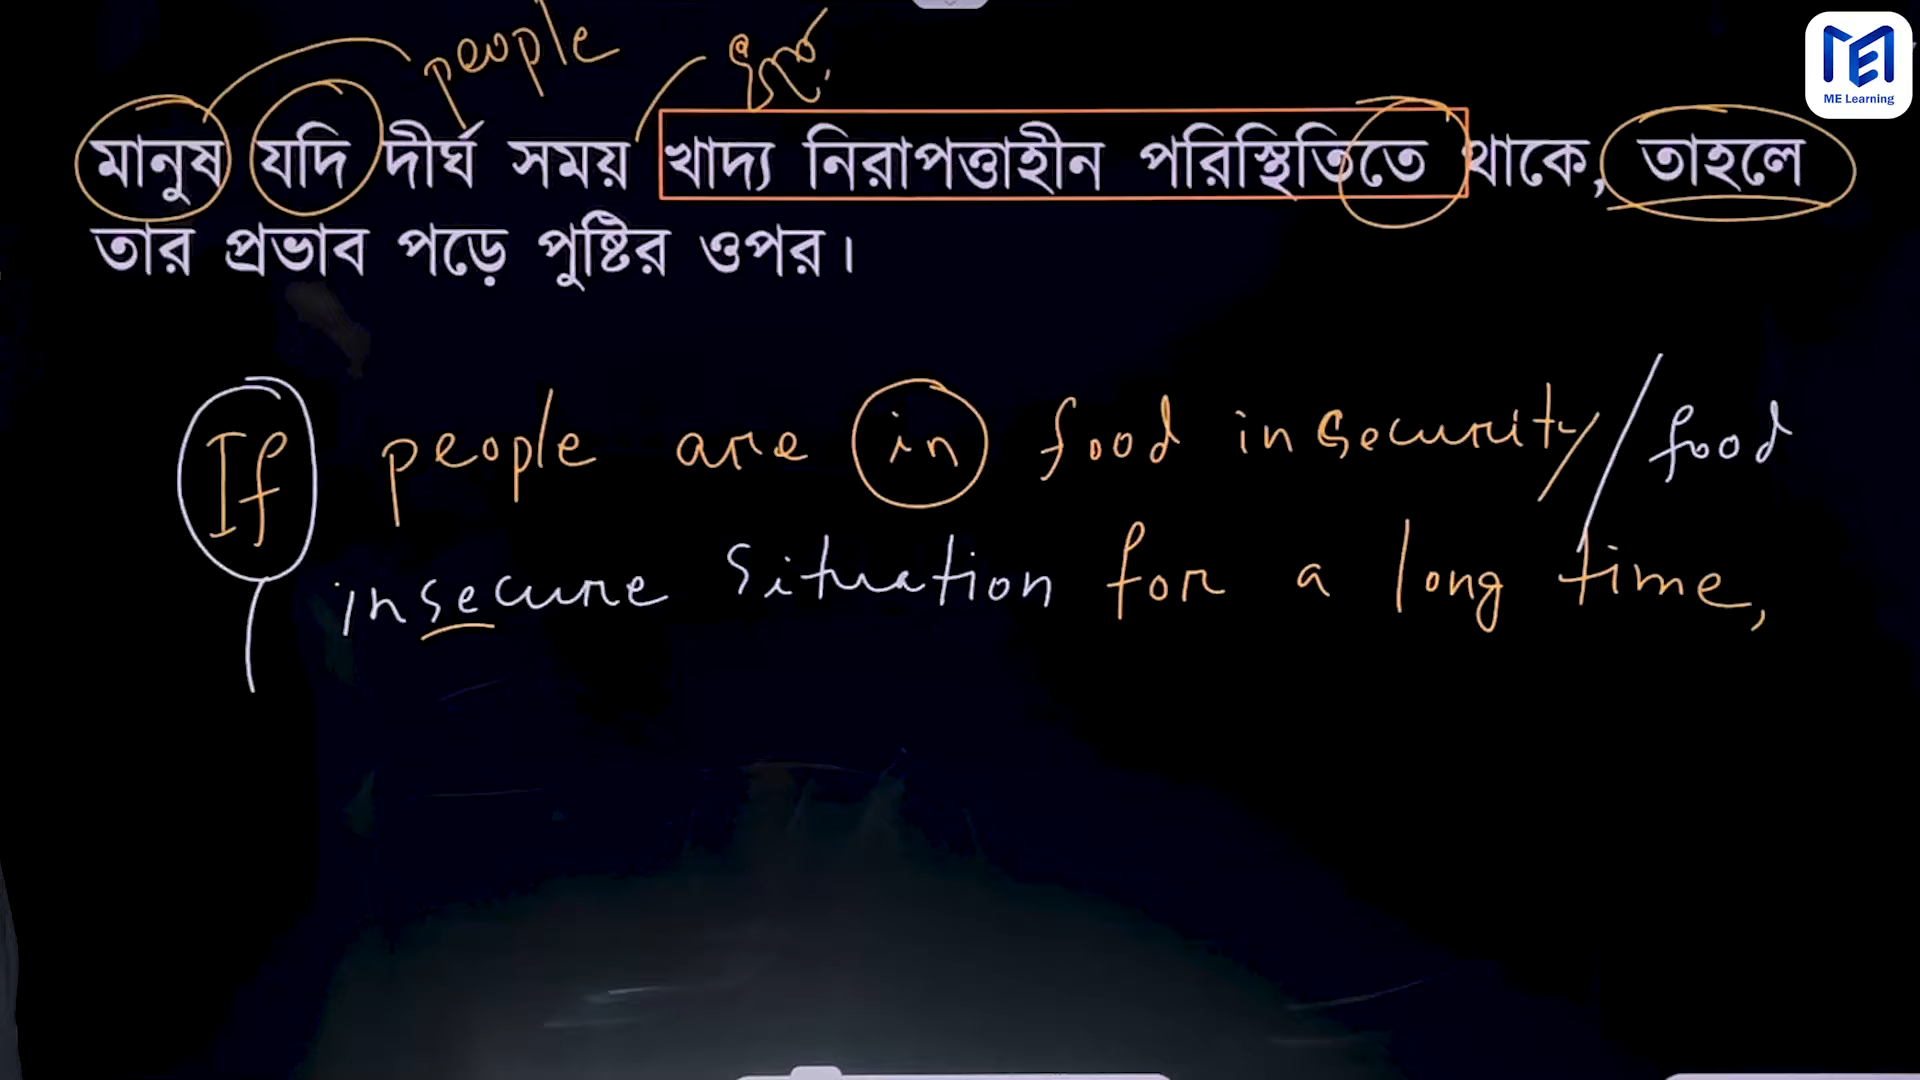 people
ME Learning
মানুষ যদি দীর্ঘ সময় খাদ্য নিরাপত্তাহীন পরিস্থিতিতে থাকে, তাহলে
তার প্রভাব পড়ে পুষ্টির ওপর।
If people are in food insecurity/food
insecure situation for a long time,